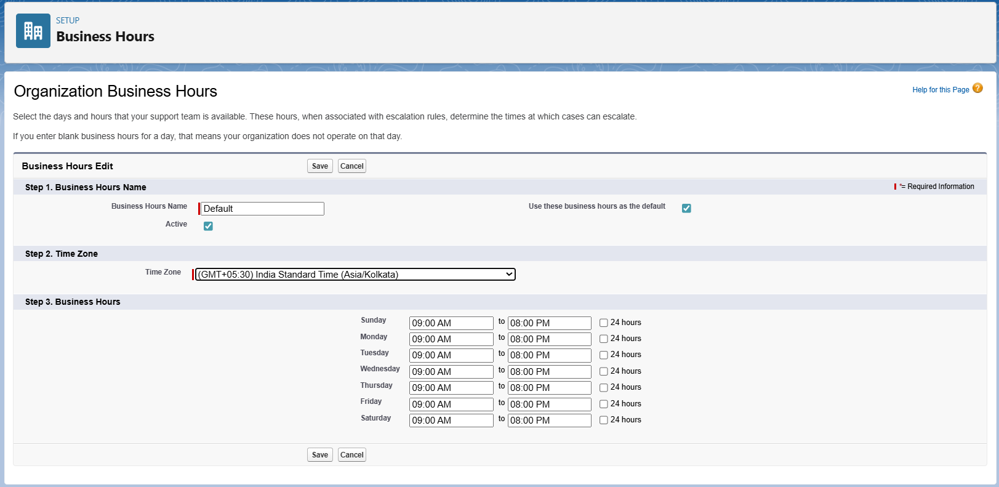 SETUP
Business Hours
Organization Business Hours
Help for this Page ?
Select the days and hours that your support team is available. These hours, when associated with escalation rules, determine the times at which cases can escalate.
If you enter blank business hours for a day, that means your organization does not operate on that day.
Business Hours Edit Save Cancel
Step 1. Business Hours Name *= Required Information
Business Hours Name Default Use these business hours as the default
Active
Step 2. Time Zone
Time Zone (GMT+05:30) India Standard Time (Asia/Kolkata)
Step 3. Business Hours
Sunday 09:00 AM to 08:00 PM 24 hours
Monday 09:00 AM to 08:00 PM 24 hours
Tuesday 09:00 AM to 08:00 PM 24 hours
Wednesday 09:00 AM to 08:00 PM 24 hours
Thursday 09:00 AM to 08:00 PM 24 hours
Friday 09:00 AM to 08:00 PM 24 hours
Saturday 09:00 AM to 08:00 PM 24 hours
Save Cancel